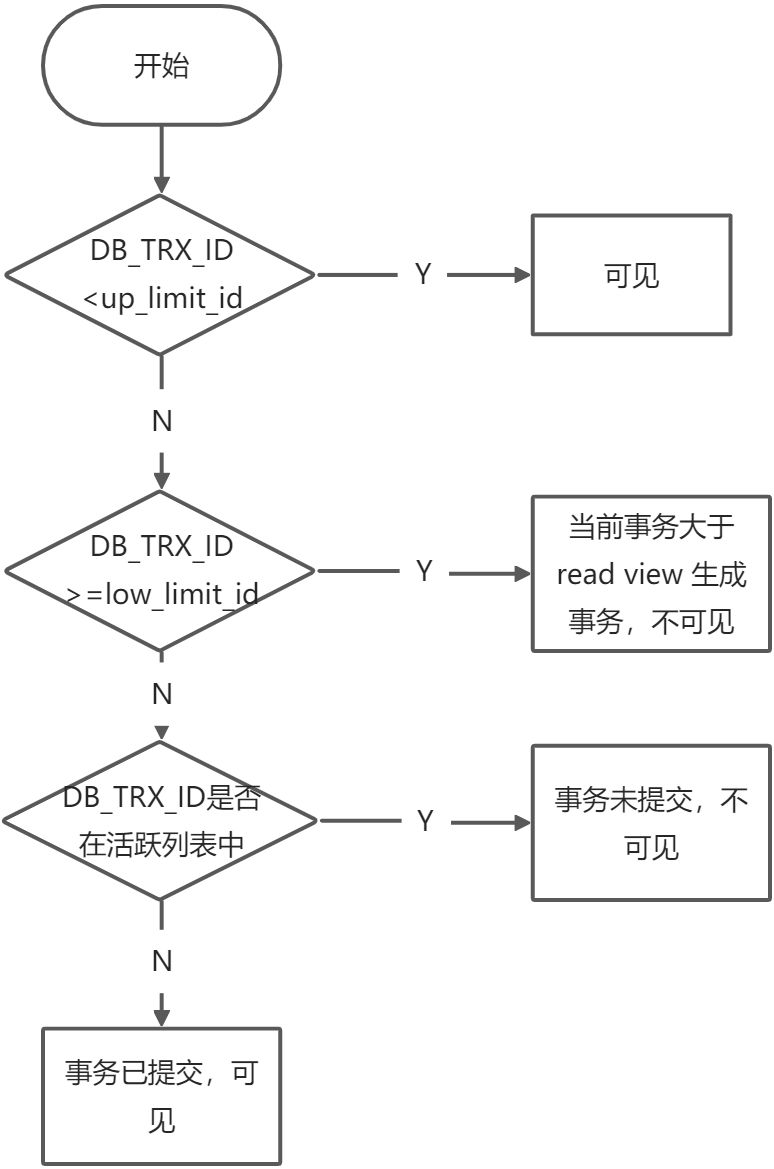 开始
DB_TRX_ID
<up_limit_id
Y
可见
N
DB_TRX_ID
>=low_limit_id
Y
当前事务大于
read view 生成
事务，不可见
N
DB_TRX_ID是否
在活跃列表中
Y
事务未提交，不
可见
N
事务已提交，可
见